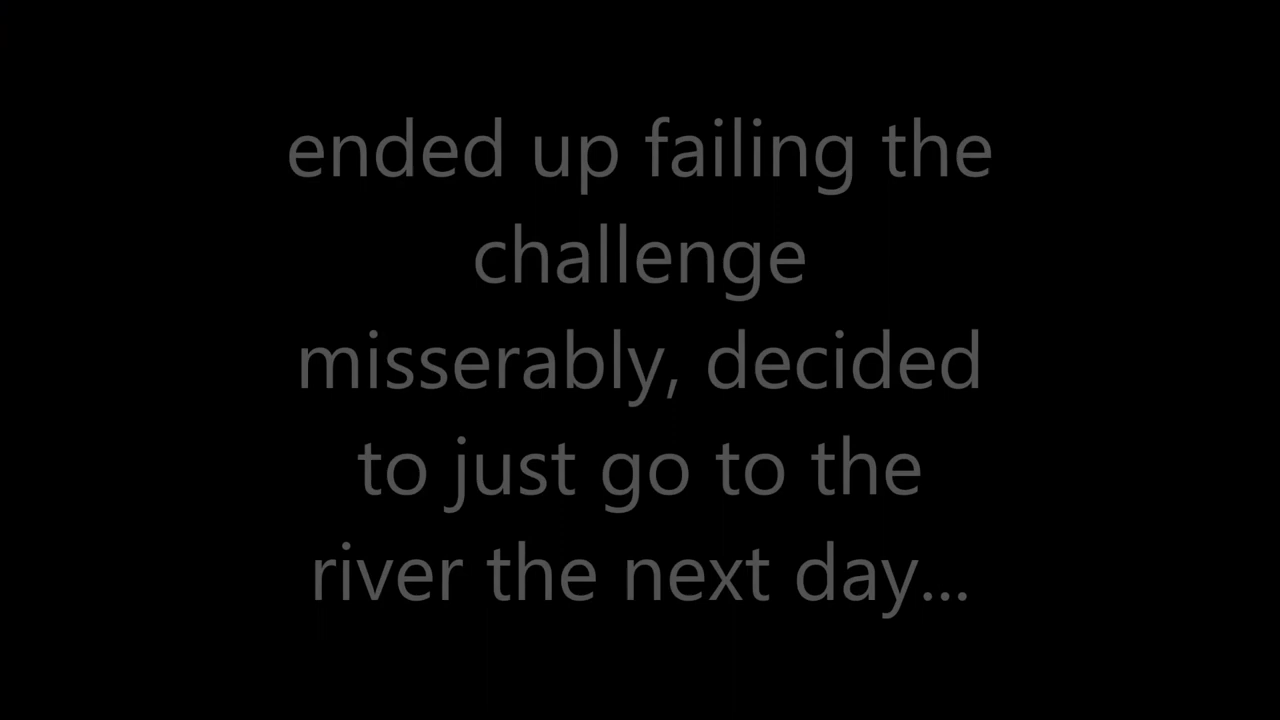 ended up failing the
challenge
misserably, decided
to just go to the
river the next day...